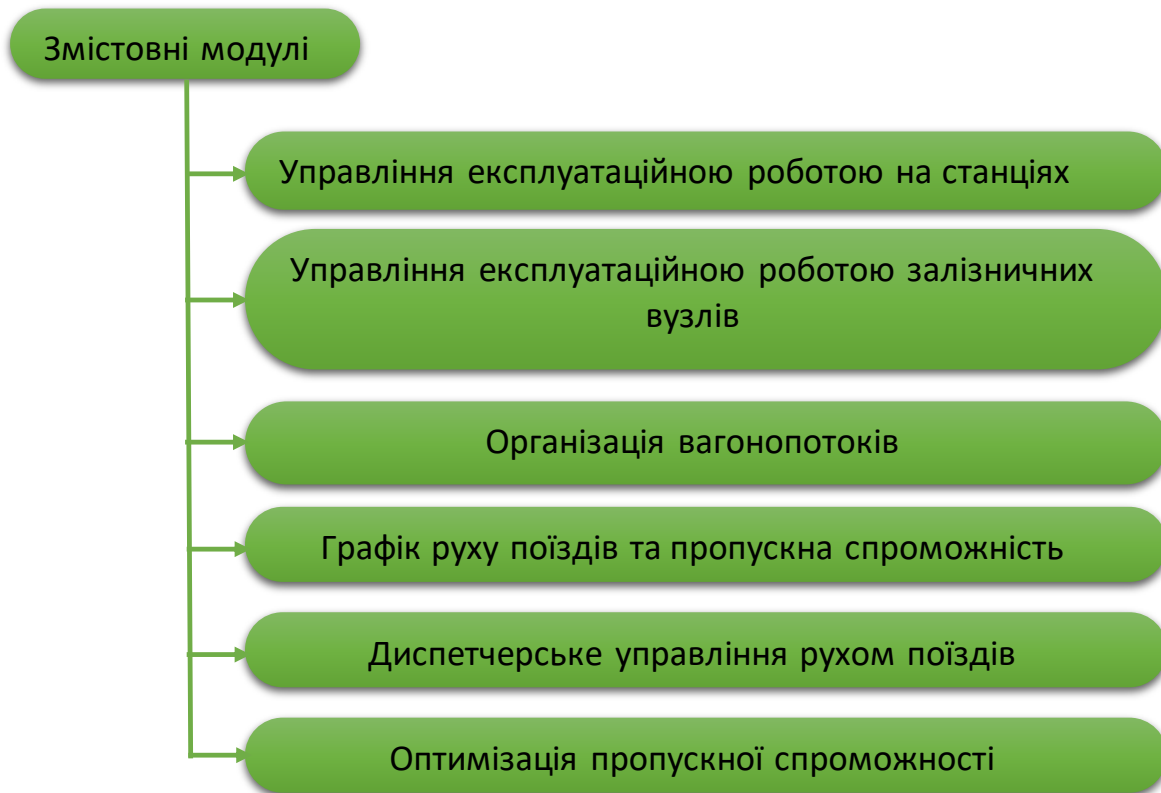 Змістовні модулі
Управління експлуатаційною роботою на станціях
Управління експлуатаційною роботою залізничних
вузлів
Організація вагонопотоків
Графік руху поїздів та пропускна спроможність
Диспетчерське управління рухом поїздів
Оптимізація пропускної спроможності